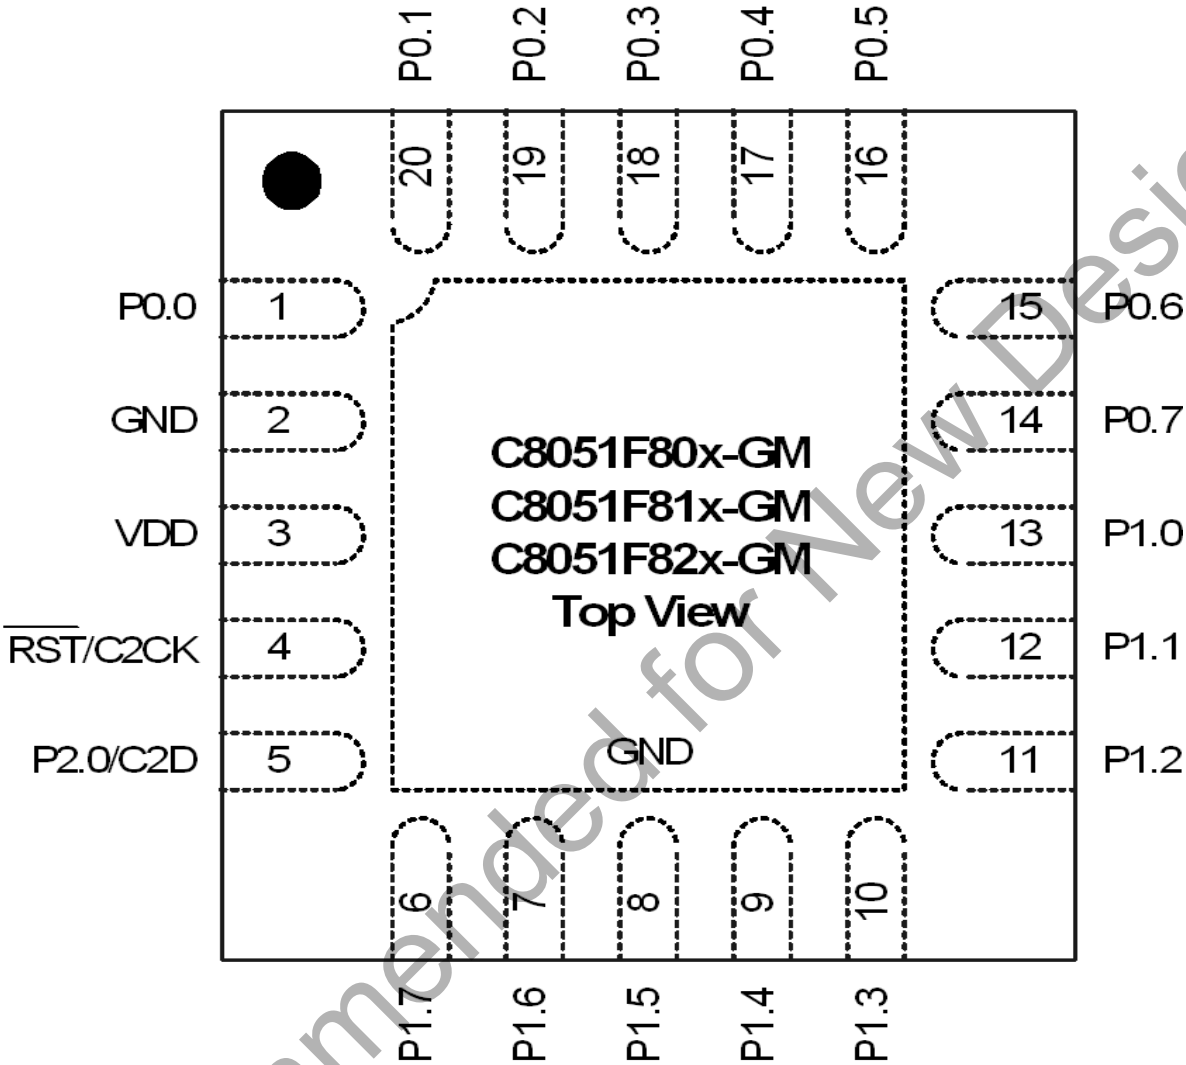 P0.1 P0.2 P0.3 P0.4 P0.5
20 19 18 17 16
P0.0 1 15 P0.6
GND 2 14 P0.7
C8051F80x-GM
C8051F81x-GM
VDD 3 13 P1.0
C8051F82x-GM
Top View
RST/C2CK 4 12 P1.1
GND
P2.0/C2D 5 11 P1.2
6 7 8 9 10
P1.7 P1.6 P1.5 P1.4 P1.3
for New